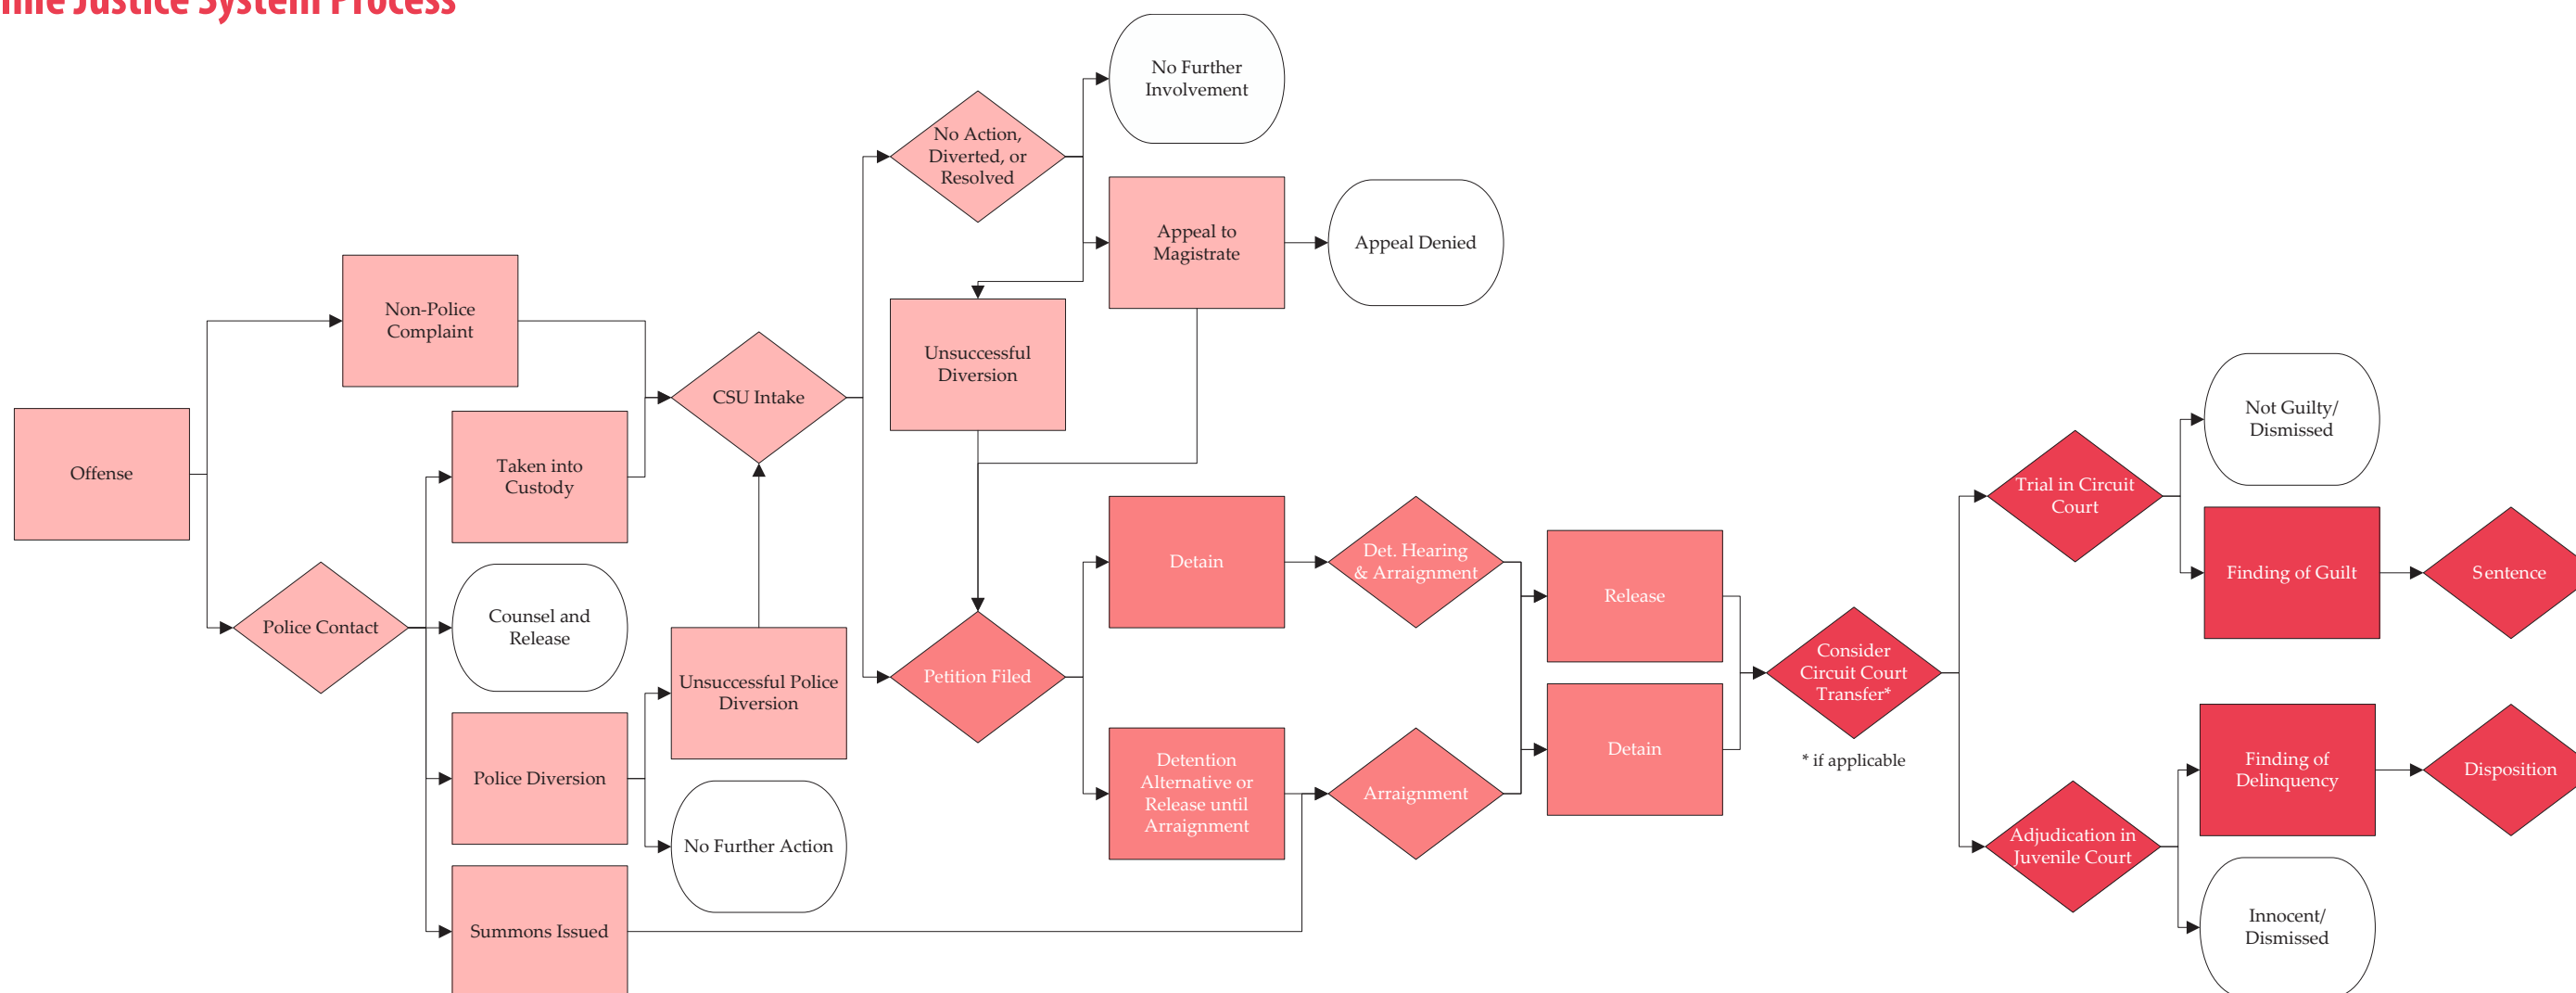 Justice System Process
No Further
Involvement
No Action,
Diverted, or
Resolved
Appeal to
Magistrate
Appeal Denied
Non-Police
Complaint
Unsuccessful
Diversion
CSU Intake
Offense
Taken into
Custody
Police Contact
Counsel and
Release
Unsuccessful Police
Diversion
Police Diversion
No Further Action
Summons Issued
Petition Filed
Detain
Det. Hearing
& Arraignment
Detention
Alternative or
Release until
Arraignment
Arraignment
Release
Detain
Consider
Circuit Court
Transfer*
* if applicable
Trial in Circuit
Court
Not Guilty/
Dismissed
Finding of Guilt
Sentence
Adjudication in
Juvenile Court
Finding of
Delinquency
Disposition
Innocent/
Dismissed